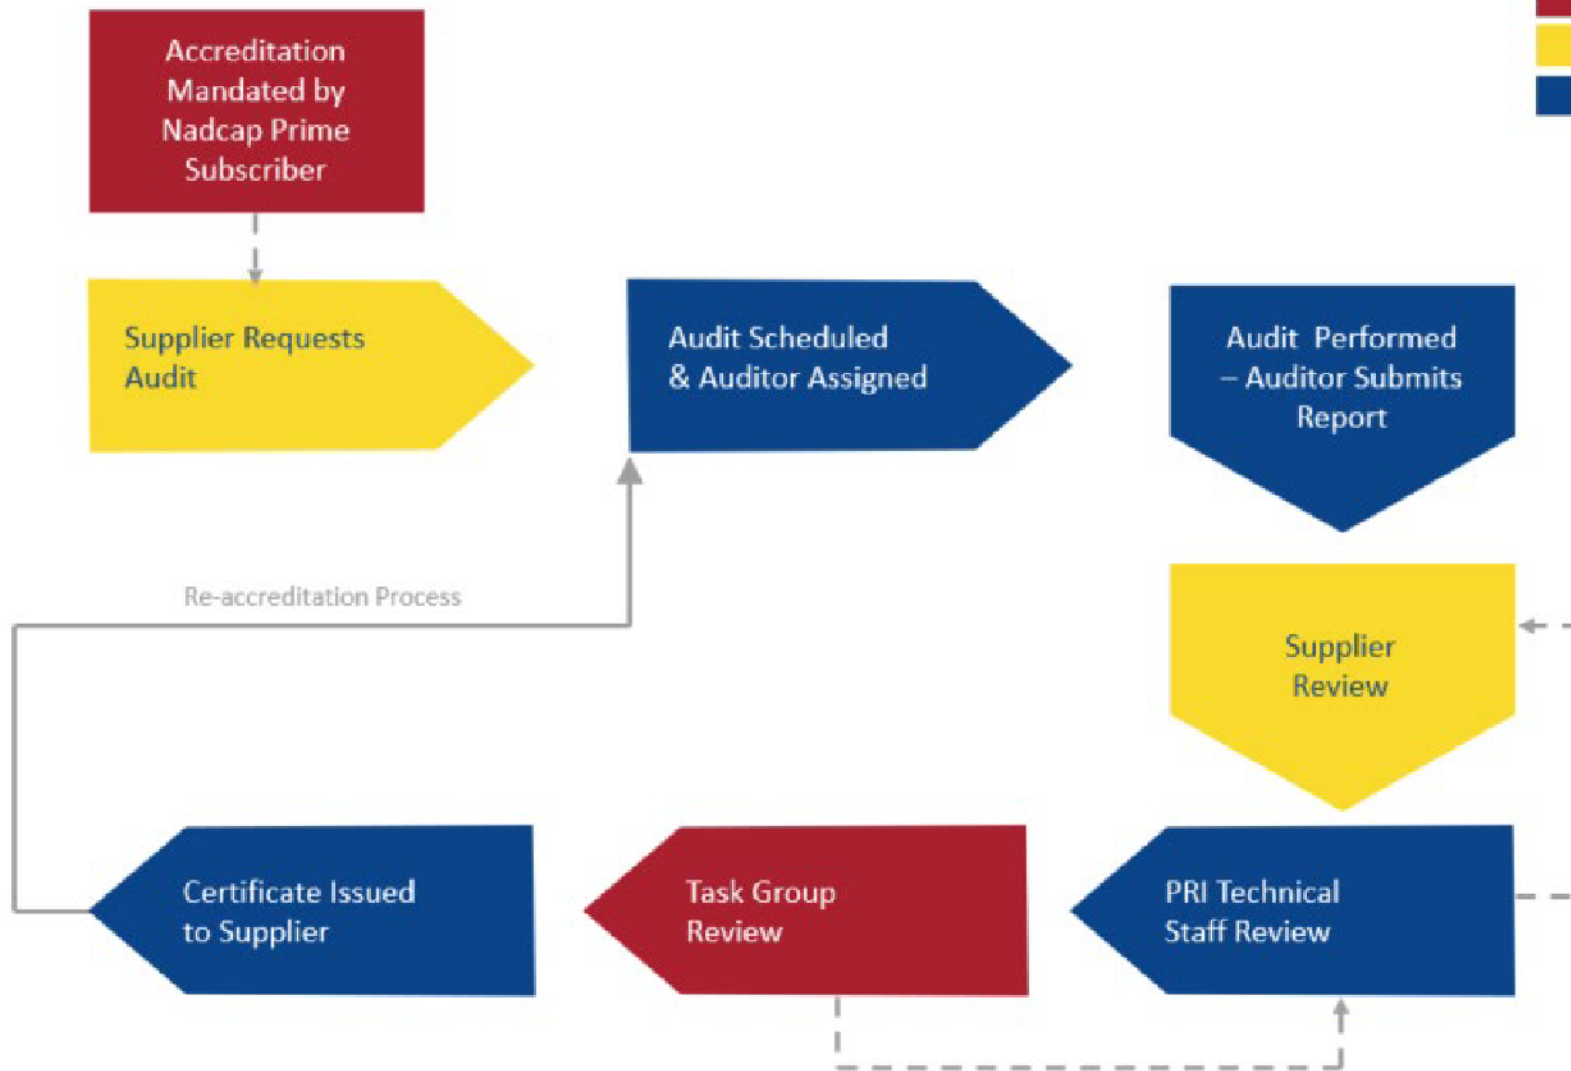 Accreditation
Mandated by
Nadcap Prime
Subscriber
Supplier Requests
Audit
Audit Scheduled
& Auditor Assigned
Audit Performed
– Auditor Submits
Report
Re-accreditation Process
Supplier
Review
Certificate Issued
to Supplier
Task Group
Review
PRI Technical
Staff Review